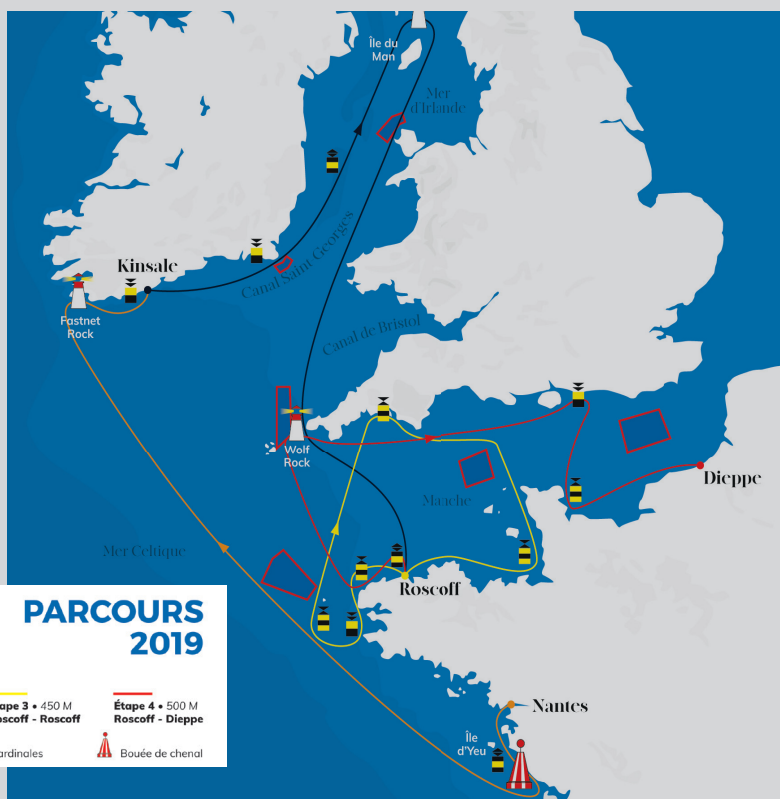 Île du
Man
Mer
d'Irlande
Kinsale
Canal Saint Georges
Fastnet
Rock
Canal de Bristol
Wolf
Rock
Dieppe
Manche
Mer Celtique
Roscoff
PARCOURS
2019
ape 3 • 450 M
oscoff - Roscoff
Étape 4 • 500 M
Roscoff - Dieppe
ardinales
Bouée de chenal
Nantes
Île
d'Yeu